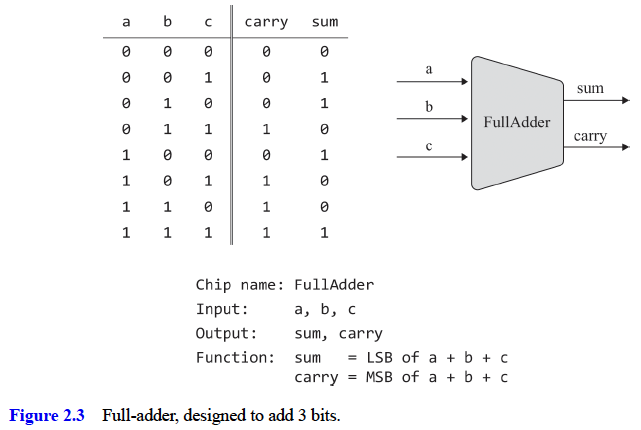 a b c carry sum
0 0 0 0 0
0 0 1 0 1
0 1 0 0 1
0 1 1 1 0
1 0 0 0 1
1 0 1 1 0
1 1 0 1 0
1 1 1 1 1
a
b
c
FullAdder
sum
carry
Chip name: FullAdder
Input: a, b, c
Output: sum, carry
Function: sum = LSB of a + b + c
carry = MSB of a + b + c
Figure 2.3 Full-adder, designed to add 3 bits.